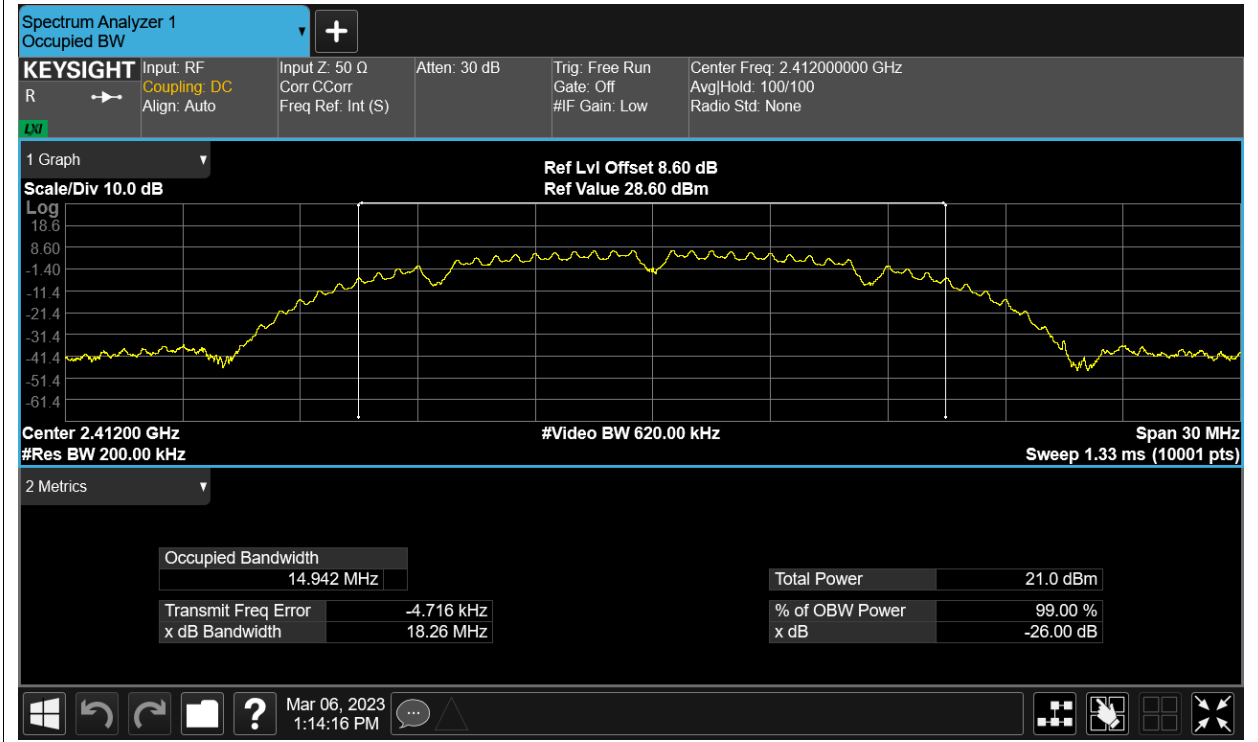 Spectrum Analyzer 1
Occupied BW
KEYSIGHT
R
LXI
Input: RF
Coupling: DC
Align: Auto
Input Z: 50 Ω
Corr CCorr
Freq Ref: Int (S)
Atten: 30 dB
Trig: Free Run
Gate: Off
#IF Gain: Low
Center Freq: 2.412000000 GHz
Avg|Hold: 100/100
Radio Std: None
1 Graph
Scale/Div 10.0 dB
Ref Lvl Offset 8.60 dB
Ref Value 28.60 dBm
Log
18.6
8.60
-1.40
-11.4
-21.4
-31.4
-41.4
-51.4
-61.4
Center 2.41200 GHz
#Video BW 620.00 kHz
Span 30 MHz
#Res BW 200.00 kHz
Sweep 1.33 ms (10001 pts)
2 Metrics
Occupied Bandwidth
14.942 MHz
Total Power 21.0 dBm
Transmit Freq Error -4.716 kHz
% of OBW Power 99.00 %
x dB Bandwidth 18.26 MHz
x dB -26.00 dB
?
Mar 06, 2023
1:14:16 PM